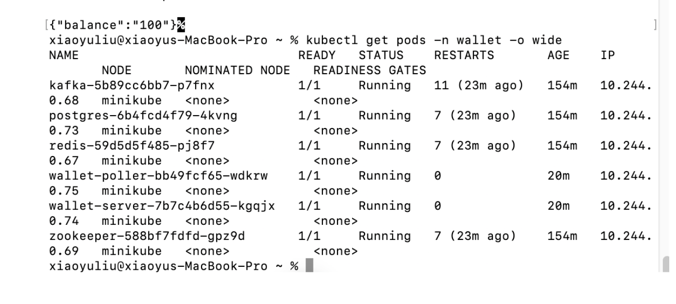 {"balance":"100"}%
xiaoyuliu@xiaoyus-MacBook-Pro ~ % kubectl get pods -n wallet -o wide
NAME READY STATUS RESTARTS AGE IP
NODE NOMINATED NODE READINESS GATES
kafka-5b89cc6bb7-p7fnx 1/1 Running 11 (23m ago) 154m 10.244.
0.68 minikube <none> <none>
postgres-6b4fcd4f79-4kvng 1/1 Running 7 (23m ago) 154m 10.244.
0.73 minikube <none> <none>
redis-59d5d5f485-pj8f7 1/1 Running 7 (23m ago) 154m 10.244.
0.67 minikube <none> <none>
wallet-poller-bb49fcf65-wdkrw 1/1 Running 0 20m 10.244.
0.75 minikube <none> <none>
wallet-server-7b7c4b6d55-kgqjx 1/1 Running 0 20m 10.244.
0.74 minikube <none> <none>
zookeeper-588bf7fdfd-gpz9d 1/1 Running 7 (23m ago) 154m 10.244.
0.69 minikube <none> <none>
xiaoyuliu@xiaoyus-MacBook-Pro ~ %